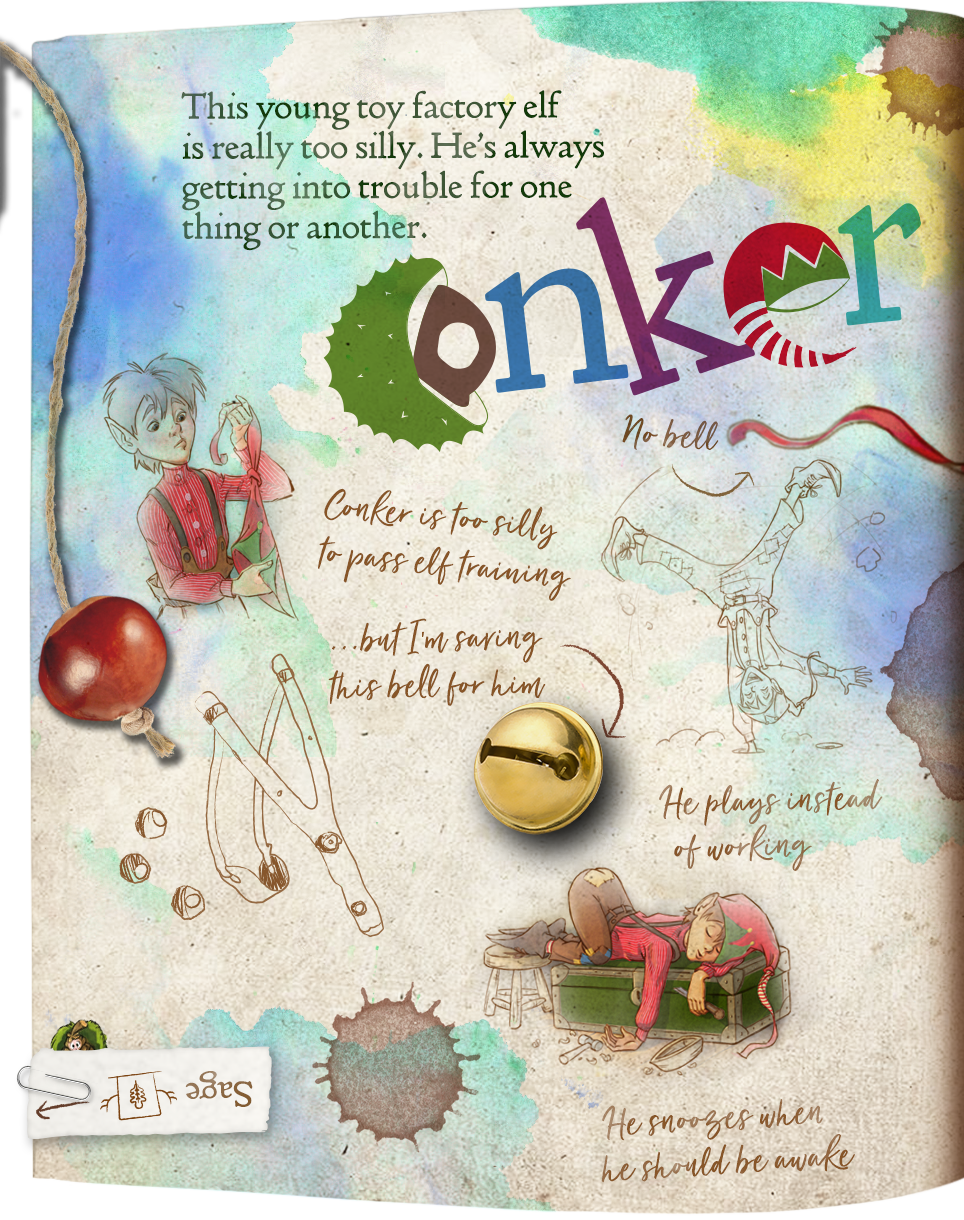 This young toy factory elf
is really too silly. He's always
getting into trouble for one
thing or another.
Conker
No bell
Conker is too silly
to pass elf training
...but I'm saving
this bell for him
He plays instead
of working
He snoozes when
he should be awake
Sage